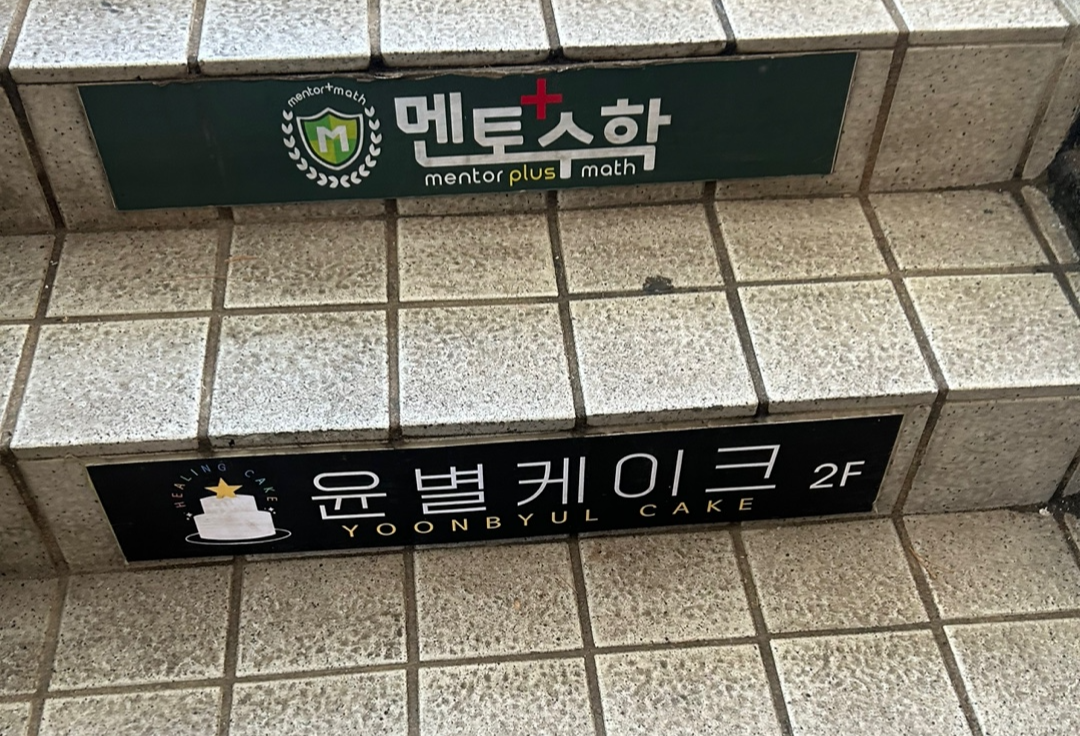 mentor+math
M
멘토+수학
mentor plus math
HEALING CAKE
윤별케이크 2F
YOONBYUL CAKE